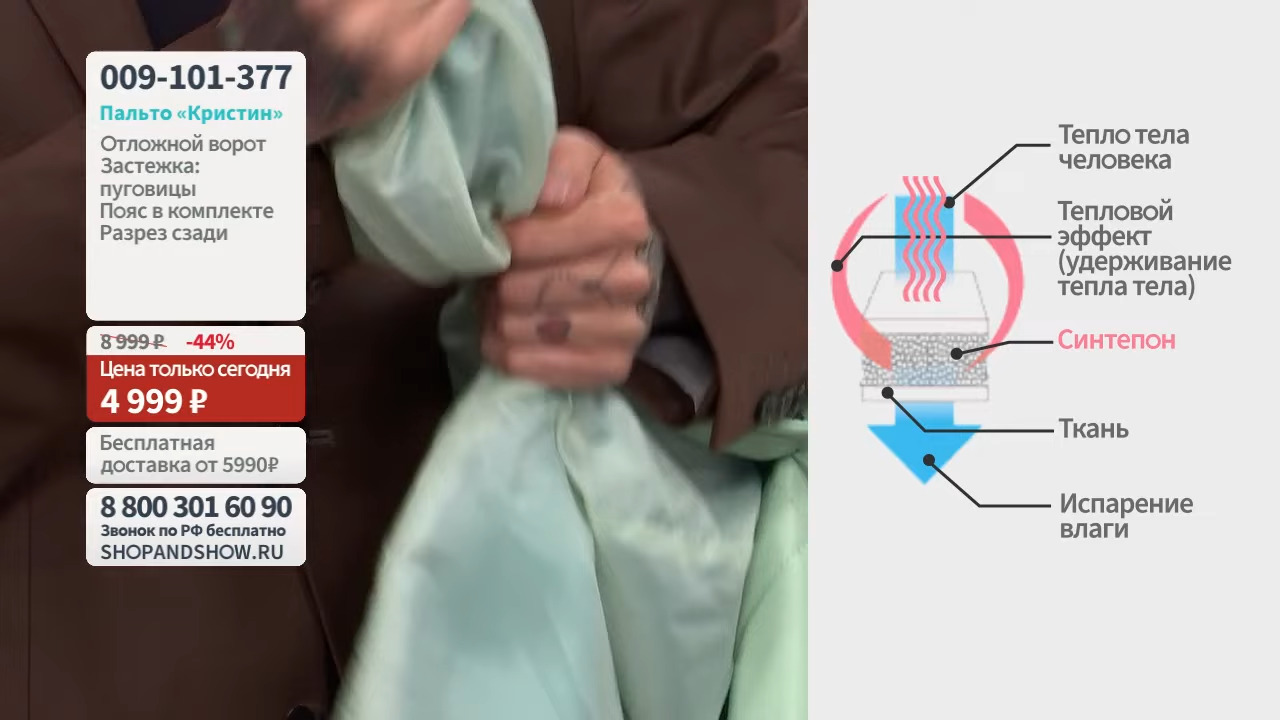 009-101-377
Пальто «Кристин»
Отложной ворот
Застежка:
пуговицы
Пояс в комплекте
Разрез сзади
8 999 ₽ -44%
Цена только сегодня
4 999 ₽
Бесплатная
доставка от 5990₽
8 800 301 60 90
Звонок по РФ бесплатно
SHOPANDSHOW.RU
Тепло тела
человека
Тепловой
эффект
(удерживание
тепла тела)
Синтепон
Ткань
Испарение
влаги